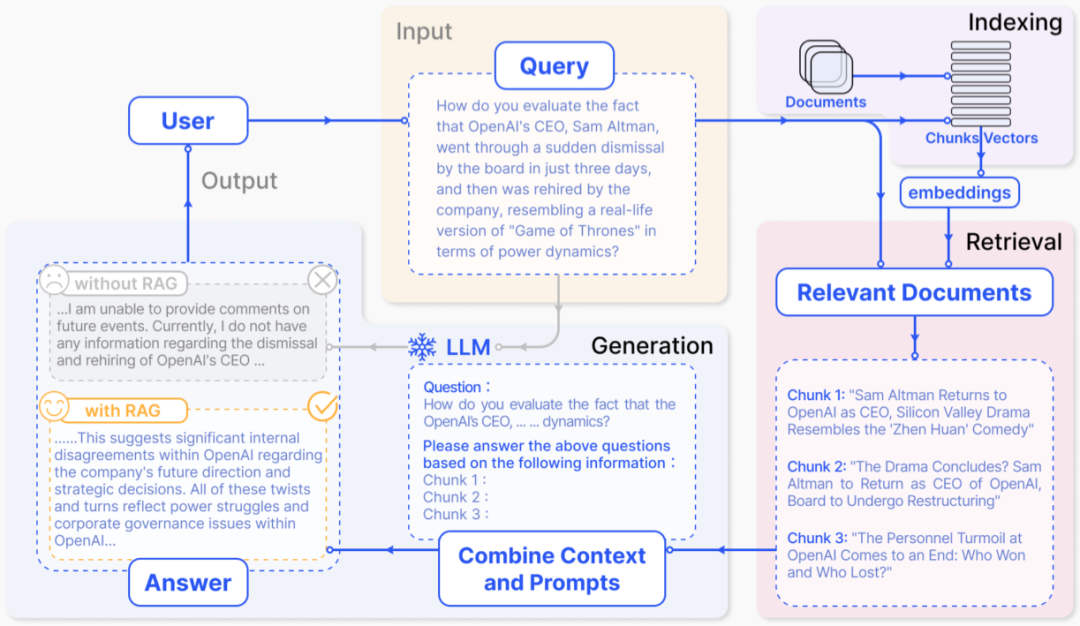 Input
Query
How do you evaluate the fact
that OpenAI's CEO, Sam Altman,
went through a sudden dismissal
by the board in just three days,
and then was rehired by the
company, resembling a real-life
version of "Game of Thrones" in
terms of power dynamics?
Indexing
Documents
Chunks Vectors
embeddings
User
Output
Retrieval
Relevant Documents
Chunk 1: "Sam Altman Returns to
OpenAI as CEO, Silicon Valley Drama
Resembles the 'Zhen Huan' Comedy"
Chunk 2: "The Drama Concludes? Sam
Altman to Return as CEO of OpenAI,
Board to Undergo Restructuring"
Chunk 3: "The Personnel Turmoil at
OpenAI Comes to an End: Who Won
and Who Lost?"
LLM
Generation
Question :
How do you evaluate the fact that the
OpenAI's CEO, ... ... dynamics?
Please answer the above questions
based on the following information :
Chunk 1 :
Chunk 2 :
Chunk 3 :
Combine Context
and Prompts
without RAG
...I am unable to provide comments on
future events. Currently, I do not have
any information regarding the dismissal
and rehiring of OpenAI's CEO ...
with RAG
......This suggests significant internal
disagreements within OpenAI regarding
the company's future direction and
strategic decisions. All of these twists
and turns reflect power struggles and
corporate governance issues within
OpenAI...
Answer